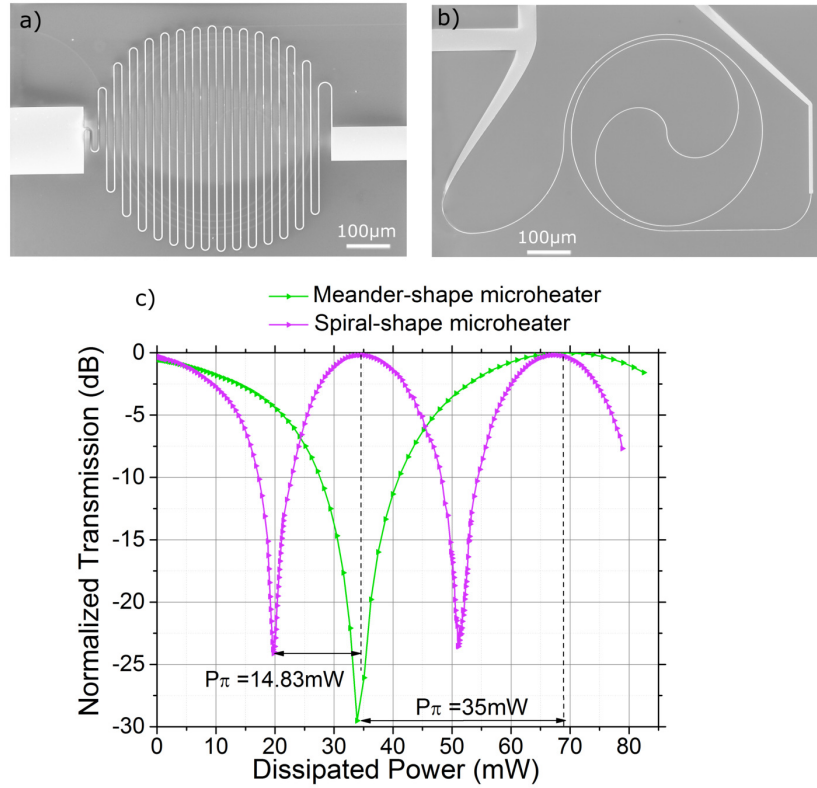 a)
100µm
b)
100µm
c)
Meander-shape microheater
Spiral-shape microheater
Normalized Transmission (dB)
0
-5
-10
-15
-20
-25
-30
Pπ =14.83mW
Pπ =35mW
0 10 20 30 40 50 60 70 80
Dissipated Power (mW)